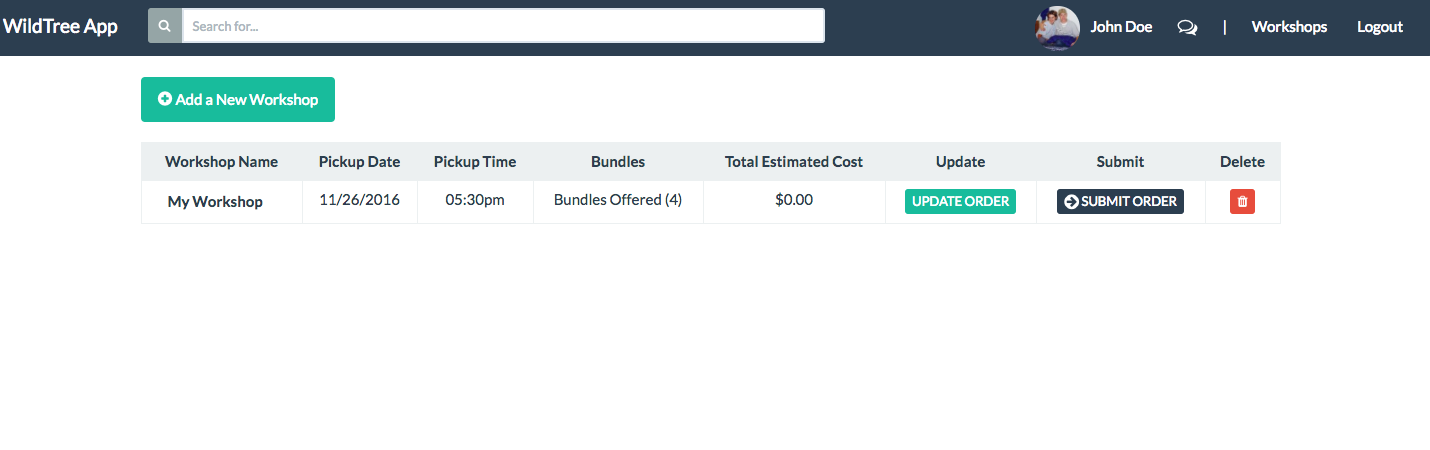 WildTree App Search for... John Doe | Workshops Logout
Add a New Workshop
Workshop Name Pickup Date Pickup Time Bundles Total Estimated Cost Update Submit Delete
My Workshop 11/26/2016 05:30pm Bundles Offered (4) $0.00 UPDATE ORDER SUBMIT ORDER